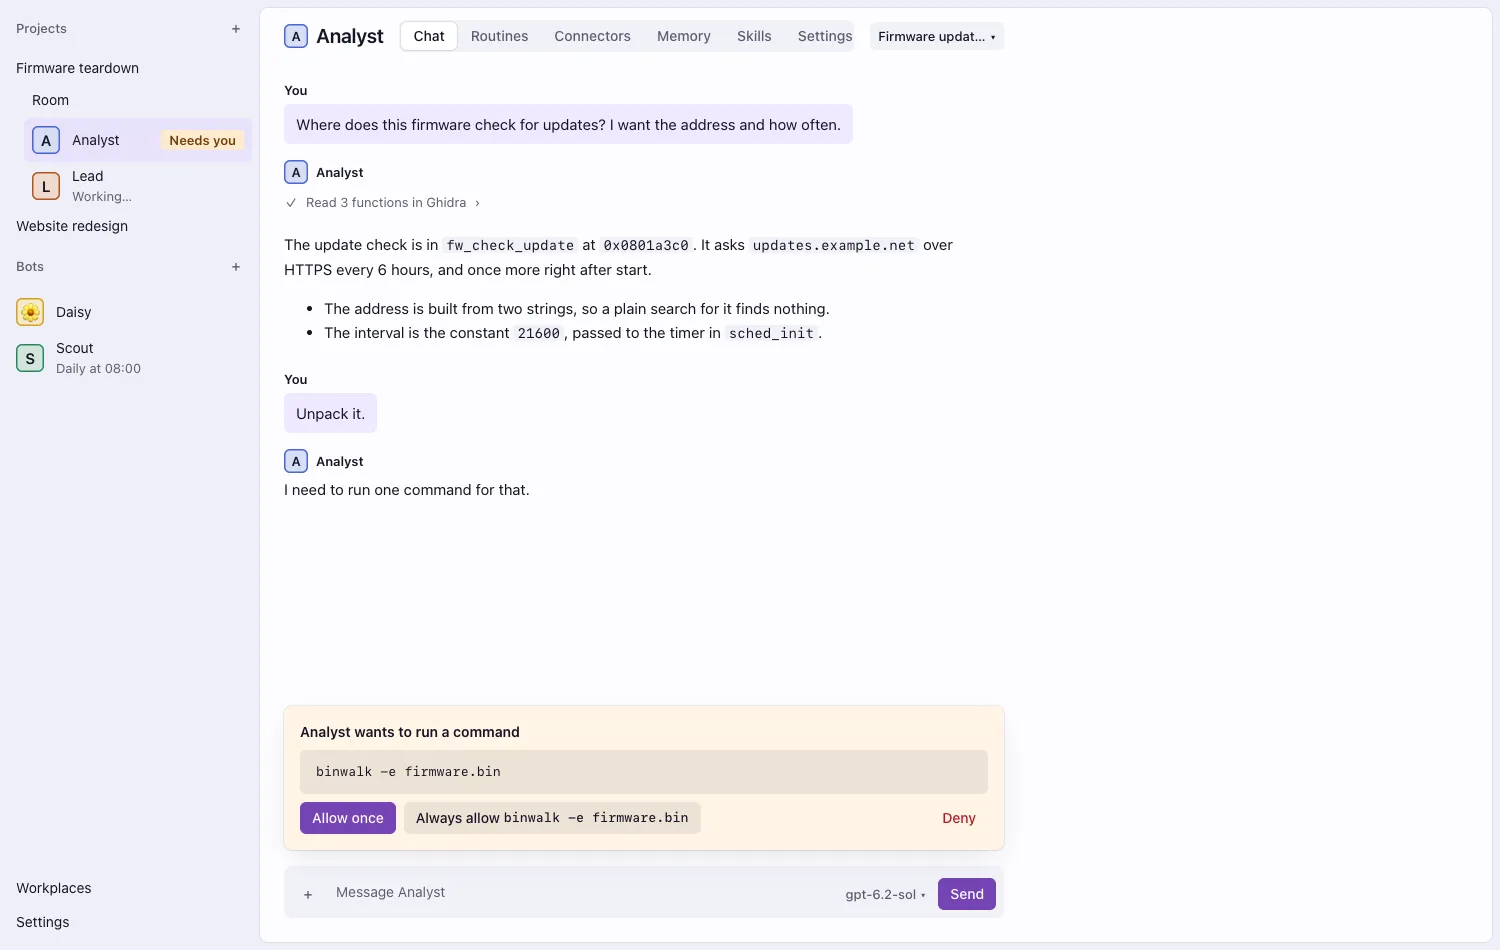 Projects +
Firmware teardown
Room
A Analyst Needs you
L Lead
Working...
Website redesign
Bots +
Daisy
S Scout
Daily at 08:00
Workplaces
Settings
A Analyst Chat Routines Connectors Memory Skills Settings Firmware updat... ▾
You
Where does this firmware check for updates? I want the address and how often.
A Analyst
✓ Read 3 functions in Ghidra ›
The update check is in fw_check_update at 0x0801a3c0. It asks updates.example.net over
HTTPS every 6 hours, and once more right after start.
• The address is built from two strings, so a plain search for it finds nothing.
• The interval is the constant 21600, passed to the timer in sched_init.
You
Unpack it.
A Analyst
I need to run one command for that.
Analyst wants to run a command
binwalk -e firmware.bin
Allow once Always allow binwalk -e firmware.bin Deny
+ Message Analyst gpt-6.2-sol ▾ Send